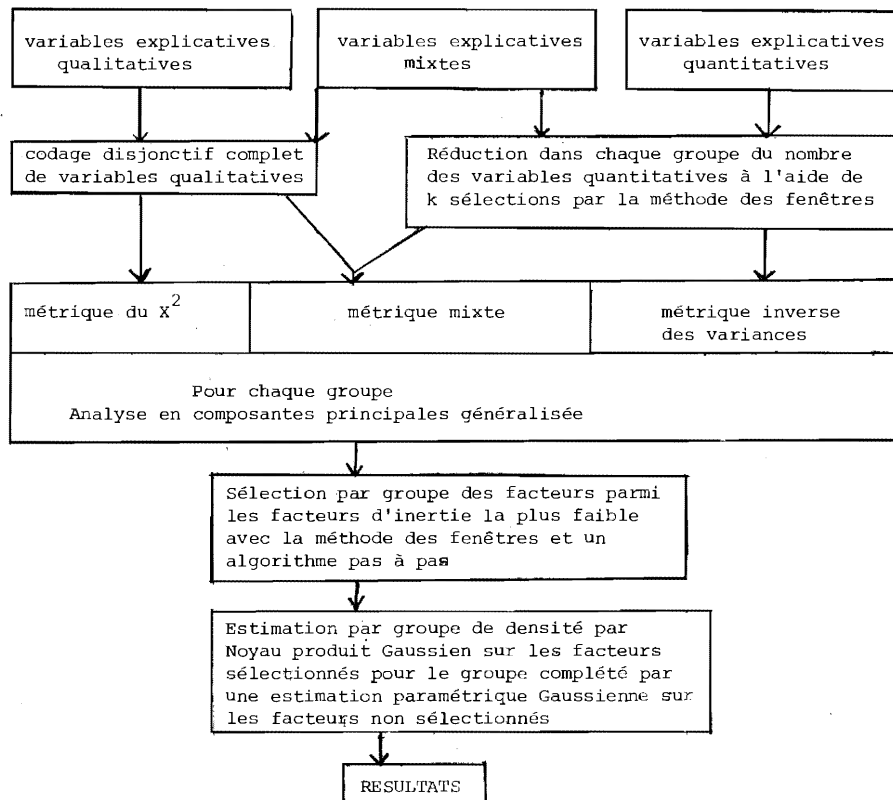 variables explicatives
qualitatives
variables explicatives
mixtes
variables explicatives
quantitatives
codage disjonctif complet
de variables qualitatives
Réduction dans chaque groupe du nombre
des variables quantitatives à l'aide de
k sélections par la méthode des fenêtres
métrique du X²
métrique mixte
métrique inverse
des variances
Pour chaque groupe
Analyse en composantes principales généralisée
Sélection par groupe des facteurs parmi
les facteurs d'inertie la plus faible
avec la méthode des fenêtres et un
algorithme pas à pas
Estimation par groupe de densité par
Noyau produit Gaussien sur les facteurs
sélectionnés pour le groupe complété par
une estimation paramétrique Gaussienne sur
les facteurs non sélectionnés
RESULTATS